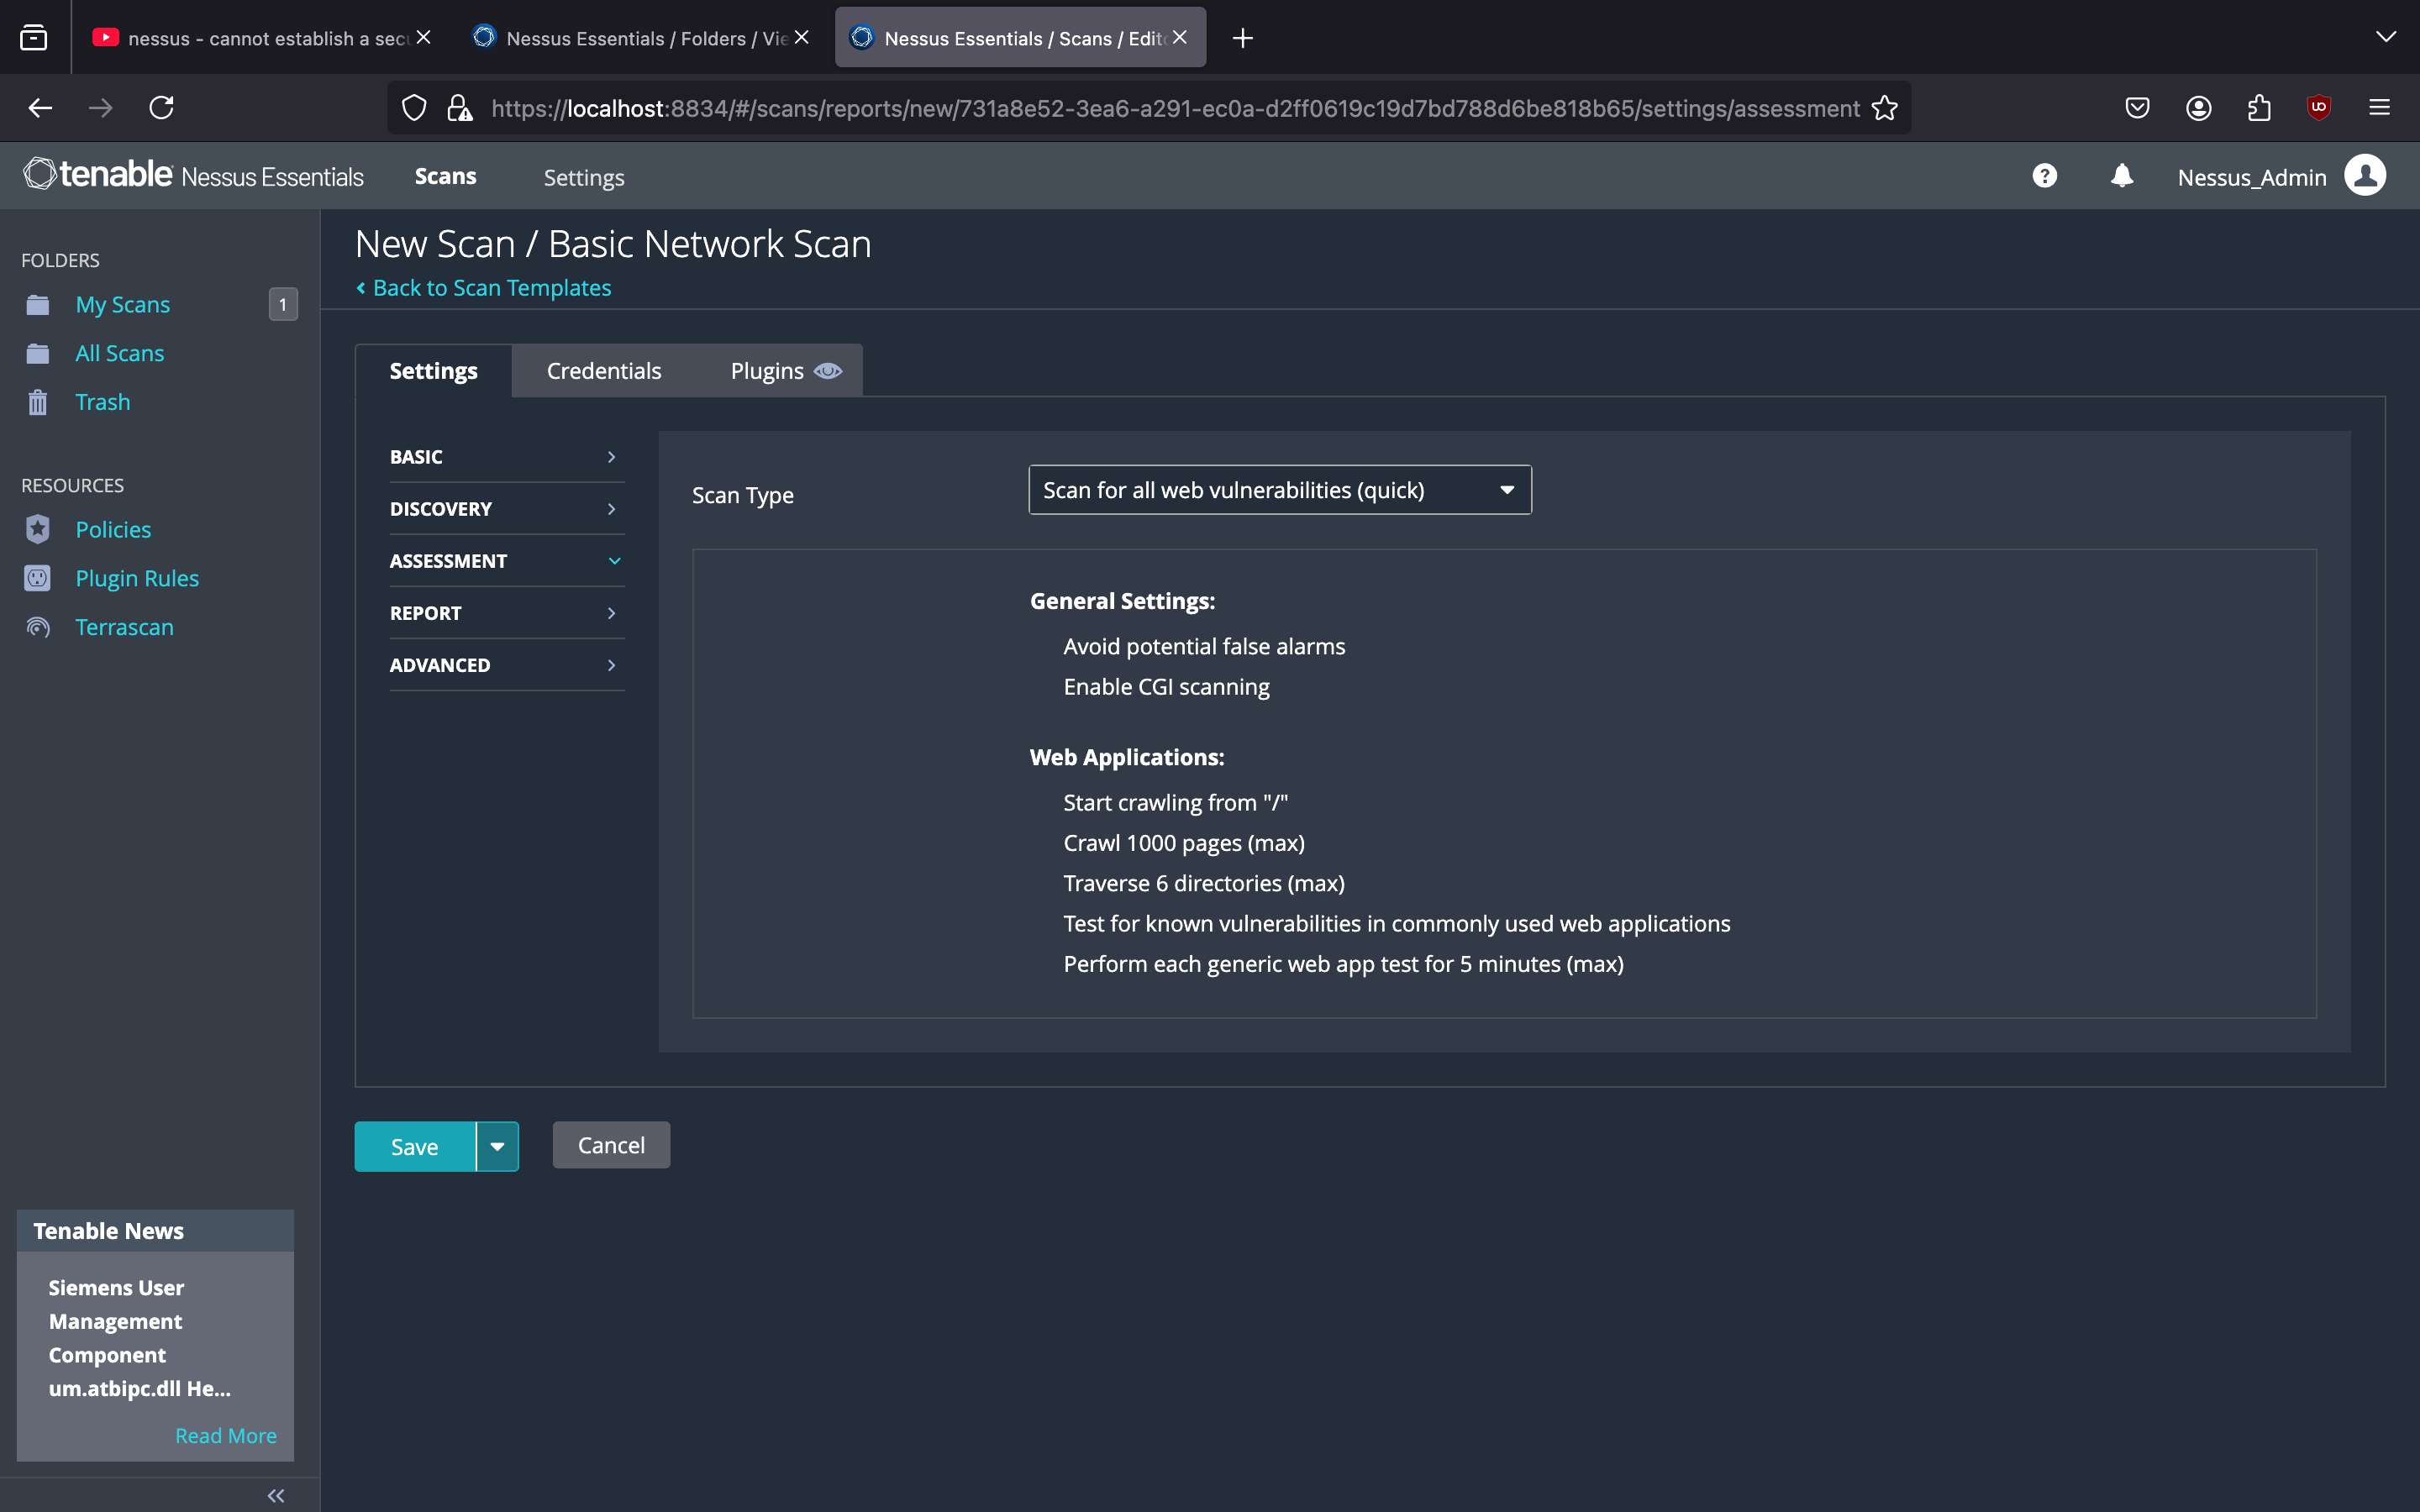 nessus - cannot establish a sec
Nessus Essentials / Folders / Vie
Nessus Essentials / Scans / Edit
https://localhost:8834/#/scans/reports/new/731a8e52-3ea6-a291-ec0a-d2ff0619c19d7bd788d6be818b65/settings/assessment
tenable Nessus Essentials
Scans
Settings
Nessus_Admin
FOLDERS
My Scans
1
All Scans
Trash
RESOURCES
Policies
Plugin Rules
Terrascan
New Scan / Basic Network Scan
Back to Scan Templates
Settings
Credentials
Plugins
BASIC
DISCOVERY
ASSESSMENT
REPORT
ADVANCED
Scan Type
Scan for all web vulnerabilities (quick)
General Settings:
Avoid potential false alarms
Enable CGI scanning
Web Applications:
Start crawling from "/"
Crawl 1000 pages (max)
Traverse 6 directories (max)
Test for known vulnerabilities in commonly used web applications
Perform each generic web app test for 5 minutes (max)
Save
Cancel
Tenable News
Siemens User
Management
Component
um.atbipc.dll He...
Read More